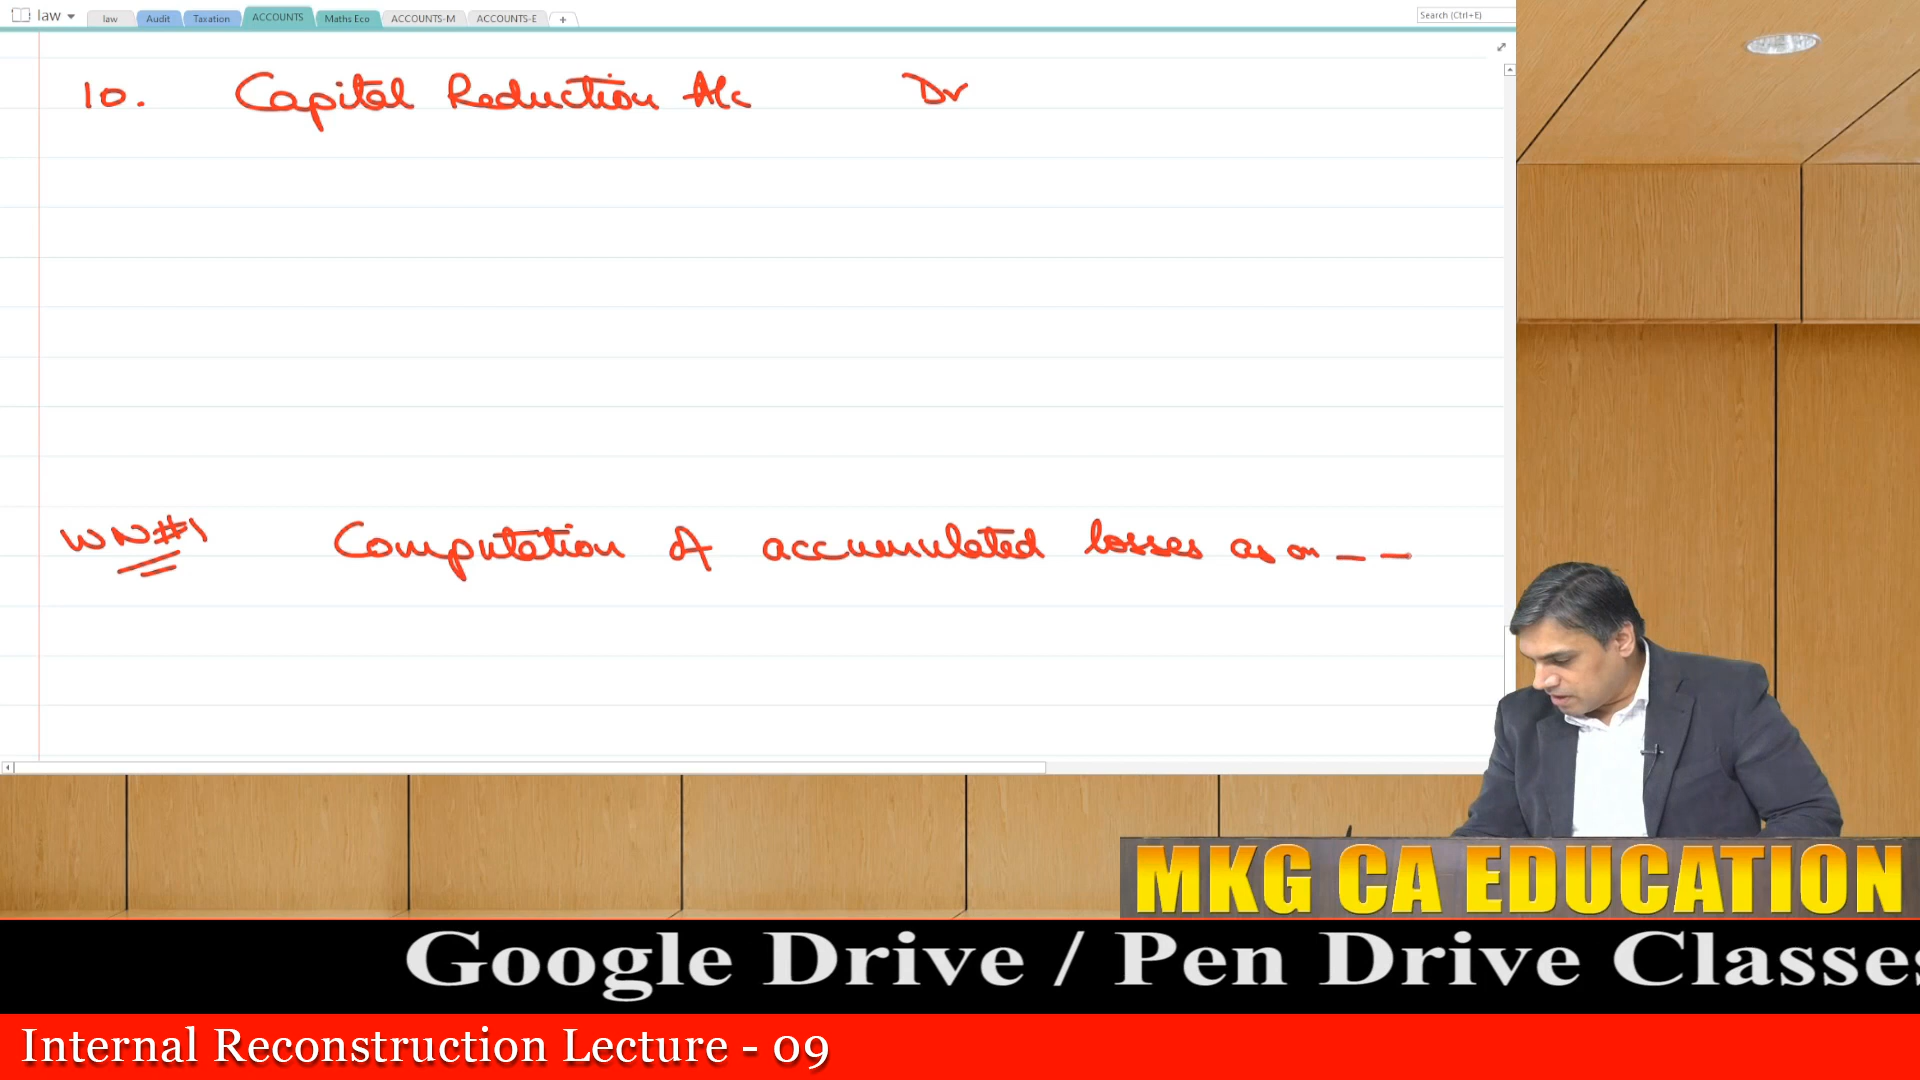 law
law Audit Taxation ACCOUNTS Maths Eco ACCOUNTS-M ACCOUNTS-E +
Search (Ctrl+E)
10. Capital Reduction A/c Dr
WN#1 Computation of accumulated losses as on _ _
MKG CA EDUCATION
Google Drive / Pen Drive Classes
Internal Reconstruction Lecture - 09